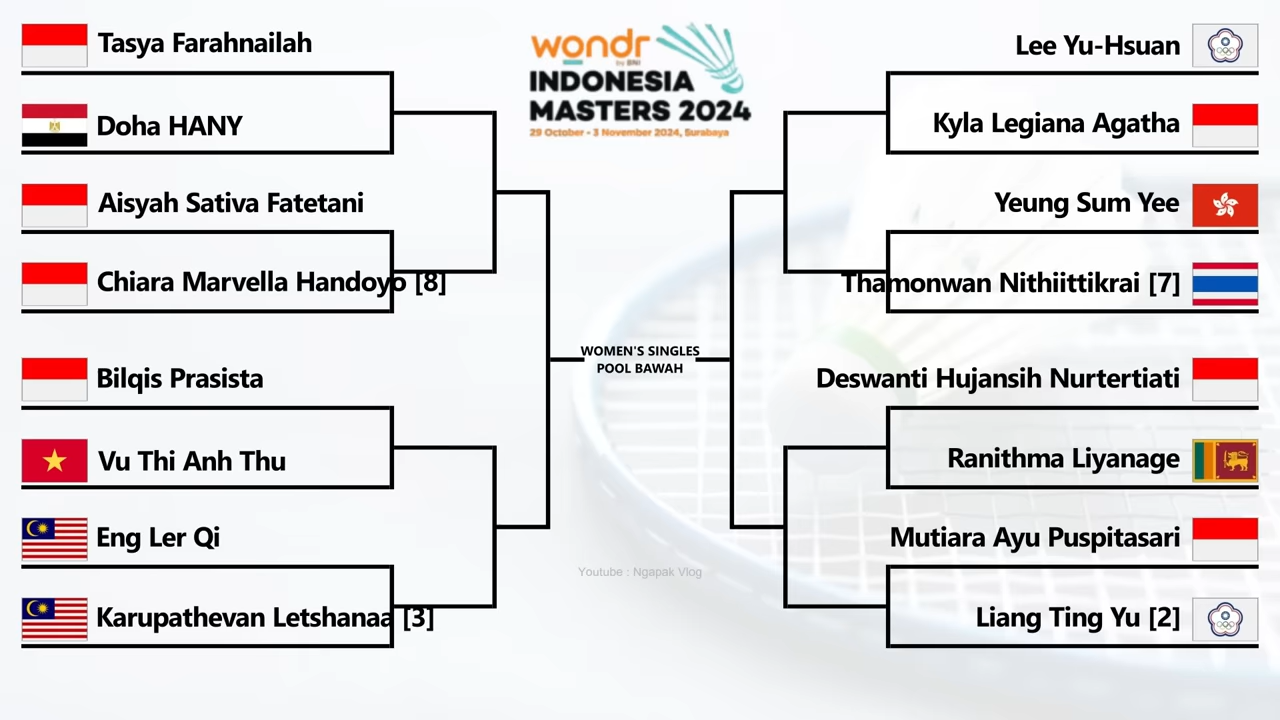 Tasya Farahnailah
Doha HANY
Aisyah Sativa Fatetani
Chiara Marvella Handoyo [8]
Bilqis Prasista
Vu Thi Anh Thu
Eng Ler Qi
Karupathevan Letshanaa [3]
wondr
by BNI
INDONESIA
MASTERS 2024
29 October - 3 November 2024, Surabaya
WOMEN'S SINGLES
POOL BAWAH
Youtube : Ngapak Vlog
Lee Yu-Hsuan
Kyla Legiana Agatha
Yeung Sum Yee
Thamonwan Nithiittikrai [7]
Deswanti Hujansih Nurtertiati
Ranithma Liyanage
Mutiara Ayu Puspitasari
Liang Ting Yu [2]